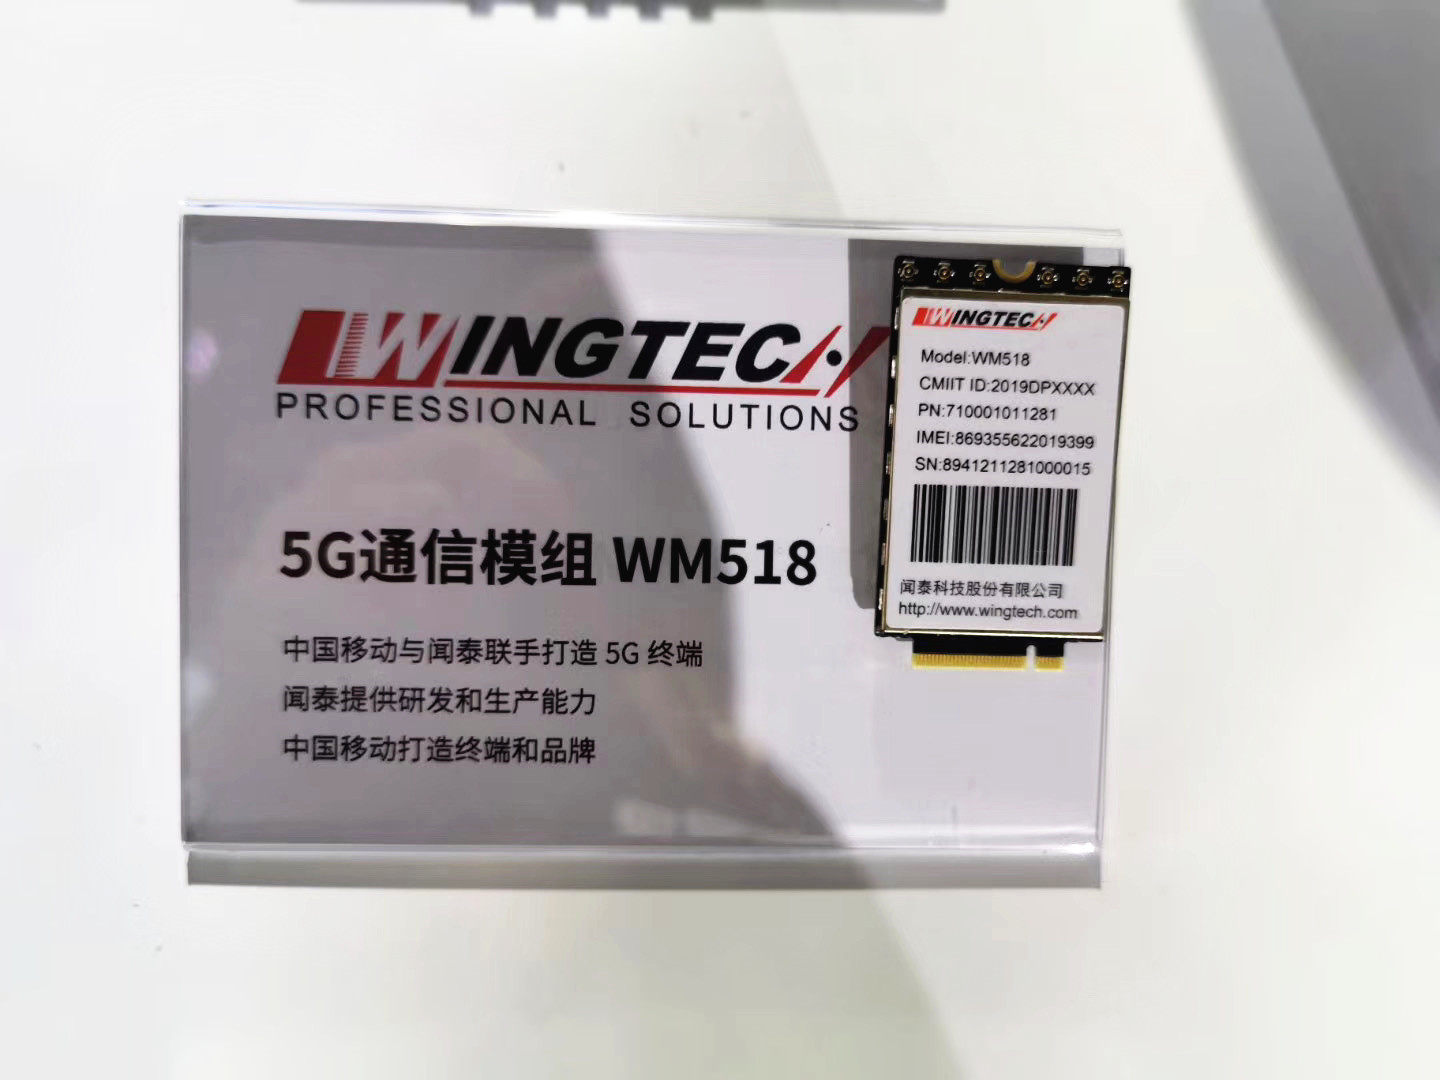 WINGTECH
PROFESSIONAL SOLUTIONS
5G通信模组 WM518
中国移动与闻泰联手打造 5G 终端
闻泰提供研发和生产能力
中国移动打造终端和品牌
WINGTECH
Model:WM518
CMIIT ID:2019DPXXXX
PN:710001011281
IMEI:869355622019399
SN:8941211281000015
闻泰科技股份有限公司
http://www.wingtech.com